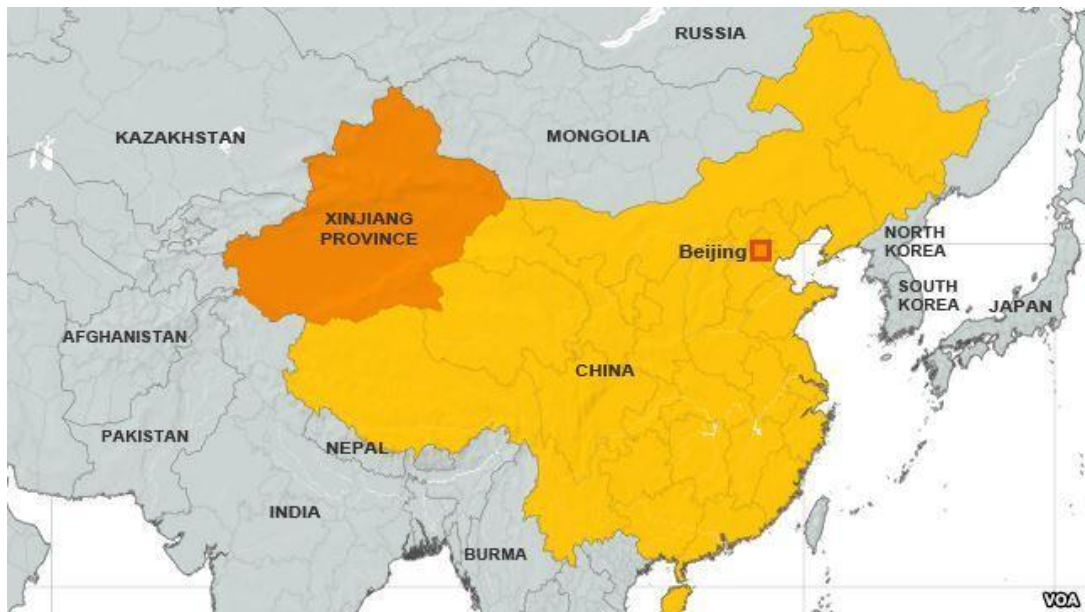 RUSSIA
KAZAKHSTAN
MONGOLIA
XINJIANG
PROVINCE
NORTH
KOREA
Beijing
SOUTH
KOREA
JAPAN
AFGHANISTAN
CHINA
PAKISTAN
NEPAL
INDIA
BURMA
VOA